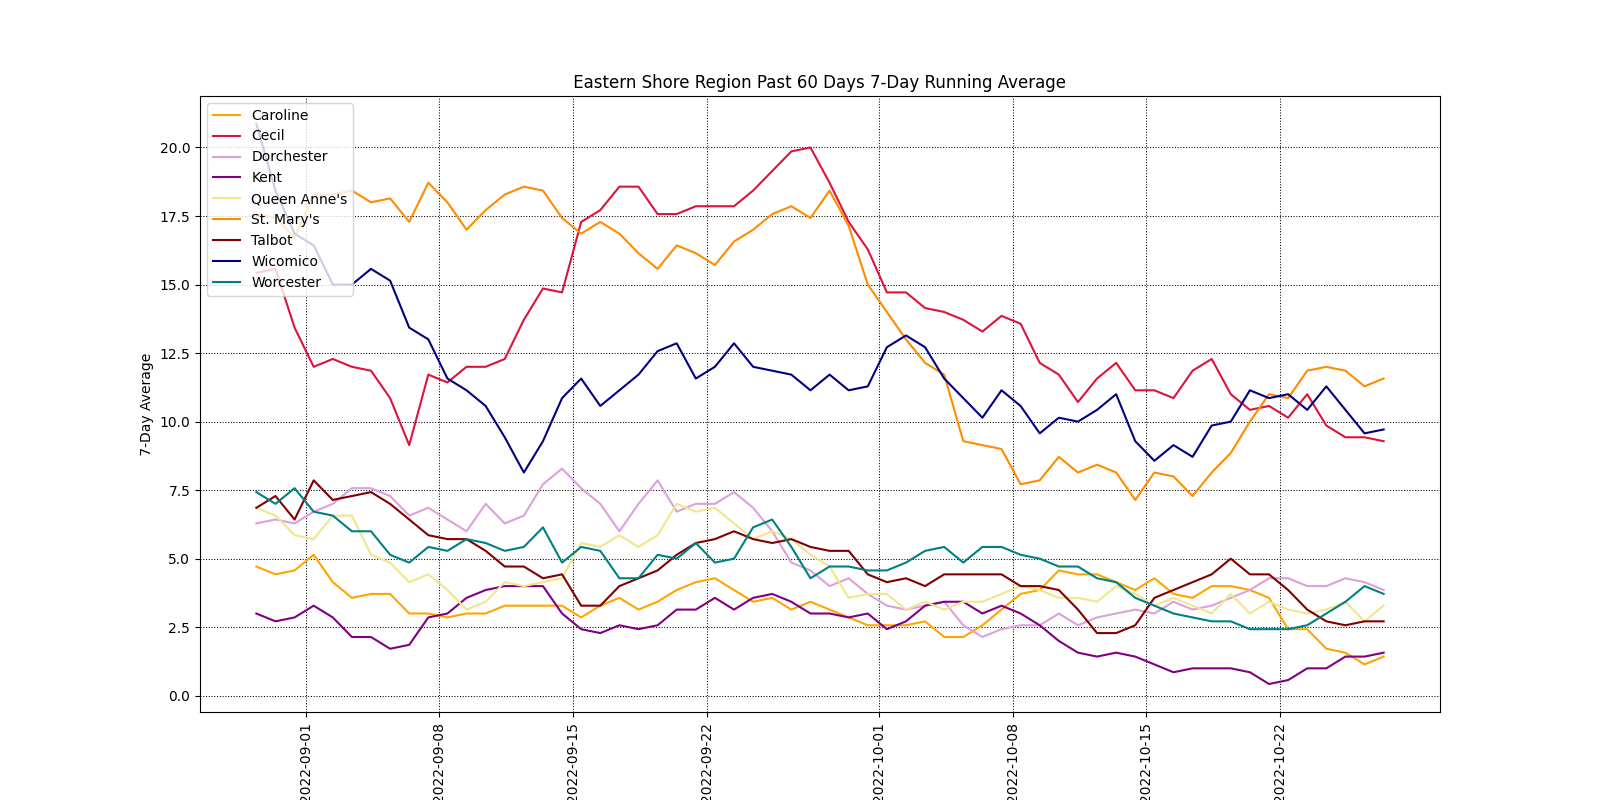 Eastern Shore Region Past 60 Days 7-Day Running Average
Caroline
Cecil
Dorchester
Kent
Queen Anne's
St. Mary's
Talbot
Wicomico
Worcester
20.0
17.5
15.0
12.5
10.0
7.5
5.0
2.5
0.0
7-Day Average
2022-09-01
2022-09-08
2022-09-15
2022-09-22
2022-10-01
2022-10-08
2022-10-15
2022-10-22